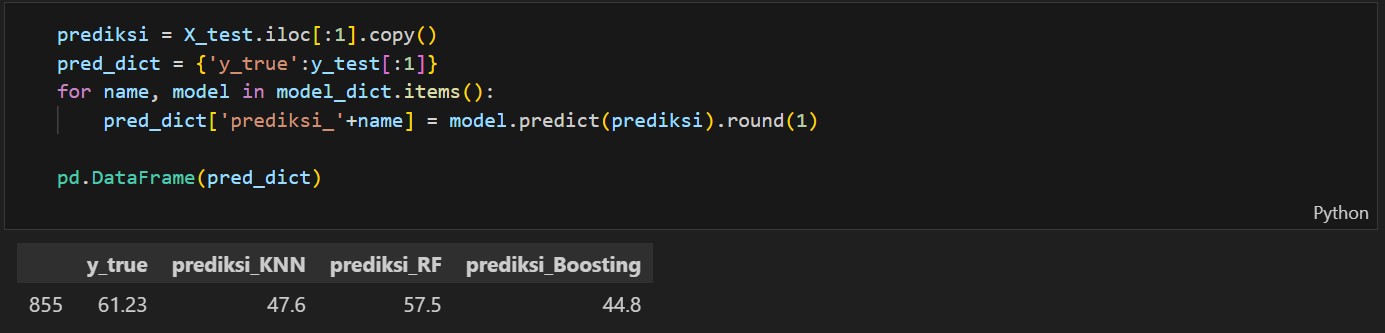 prediksi = X_test.iloc[:1].copy()
pred_dict = {'y_true':y_test[:1]}
for name, model in model_dict.items():
    pred_dict['prediksi_'+name] = model.predict(prediksi).round(1)
pd.DataFrame(pred_dict)
Python
y_true prediksi_KNN prediksi_RF prediksi_Boosting
855 61.23 47.6 57.5 44.8